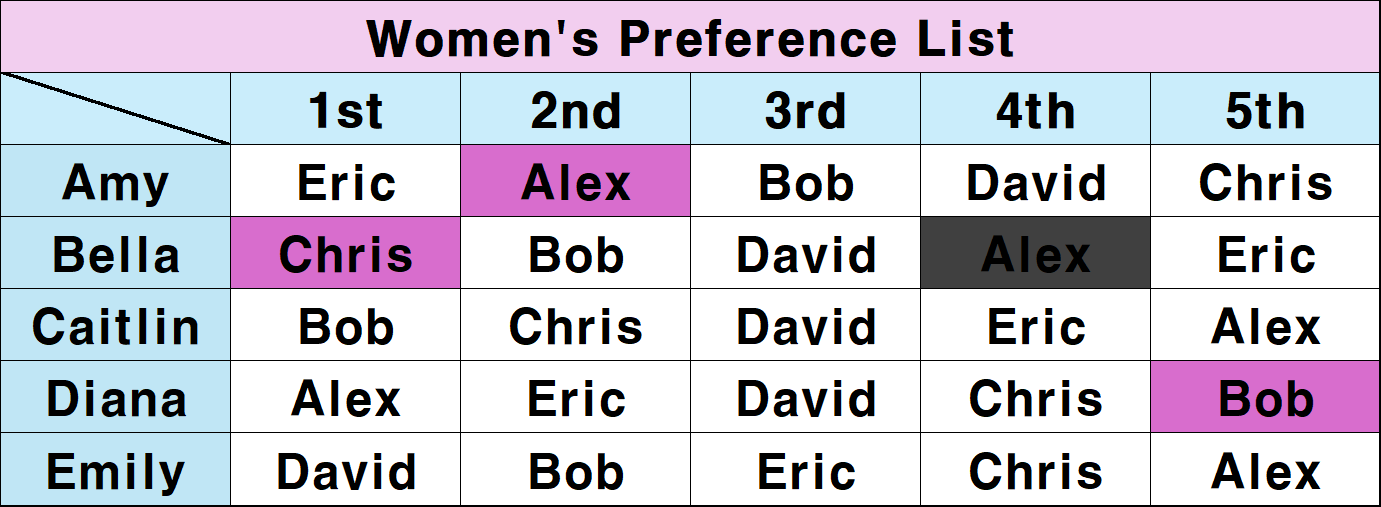 Women's Preference List
1st 2nd 3rd 4th 5th
Amy Eric Alex Bob David Chris
Bella Chris Bob David Alex Eric
Caitlin Bob Chris David Eric Alex
Diana Alex Eric David Chris Bob
Emily David Bob Eric Chris Alex